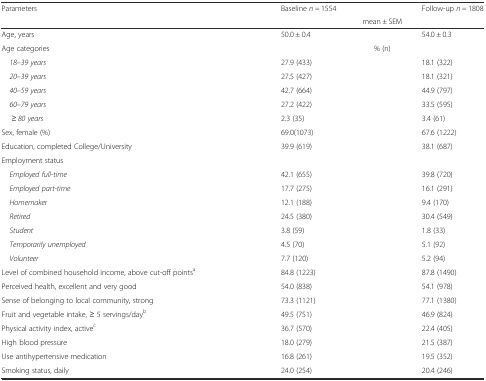 Parameters Baseline n = 1554 Follow-up n = 1808
mean ± SEM
Age, years 50.0 ± 0.4 54.0 ± 0.3
Age categories % (n)
18–39 years 27.9 (433) 18.1 (322)
20–39 years 27.5 (427) 18.1 (321)
40–59 years 42.7 (664) 44.9 (797)
60–79 years 27.2 (422) 33.5 (595)
≥ 80 years 2.3 (35) 3.4 (61)
Sex, female (%) 69.0(1073) 67.6 (1222)
Education, completed College/University 39.9 (619) 38.1 (687)
Employment status
Employed full-time 42.1 (655) 39.8 (720)
Employed part-time 17.7 (275) 16.1 (291)
Homemaker 12.1 (188) 9.4 (170)
Retired 24.5 (380) 30.4 (549)
Student 3.8 (59) 1.8 (33)
Temporarily unemployed 4.5 (70) 5.1 (92)
Volunteer 7.7 (120) 5.2 (94)
Level of combined household income, above cut-off pointsª 84.8 (1223) 87.8 (1490)
Perceived health, excellent and very good 54.0 (838) 54.1 (978)
Sense of belonging to local community, strong 73.3 (1121) 77.1 (1380)
Fruit and vegetable intake, ≥ 5 servings/dayᵇ 49.5 (751) 46.9 (824)
Physical activity index, activeᶜ 36.7 (570) 22.4 (405)
High blood pressure 18.0 (279) 21.5 (387)
Use antihypertensive medication 16.8 (261) 19.5 (352)
Smoking status, daily 24.0 (254) 20.4 (246)